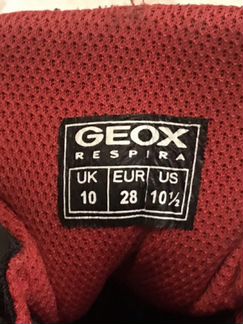 GEOX
RESPIRA
UK EUR US
10 28 10½